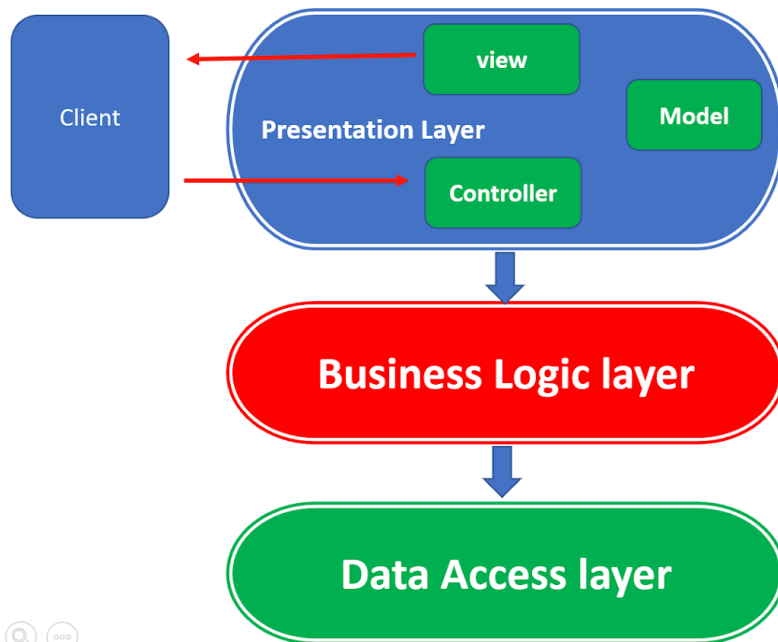 view
Client
Model
Presentation Layer
Controller
Business Logic layer
Data Access layer